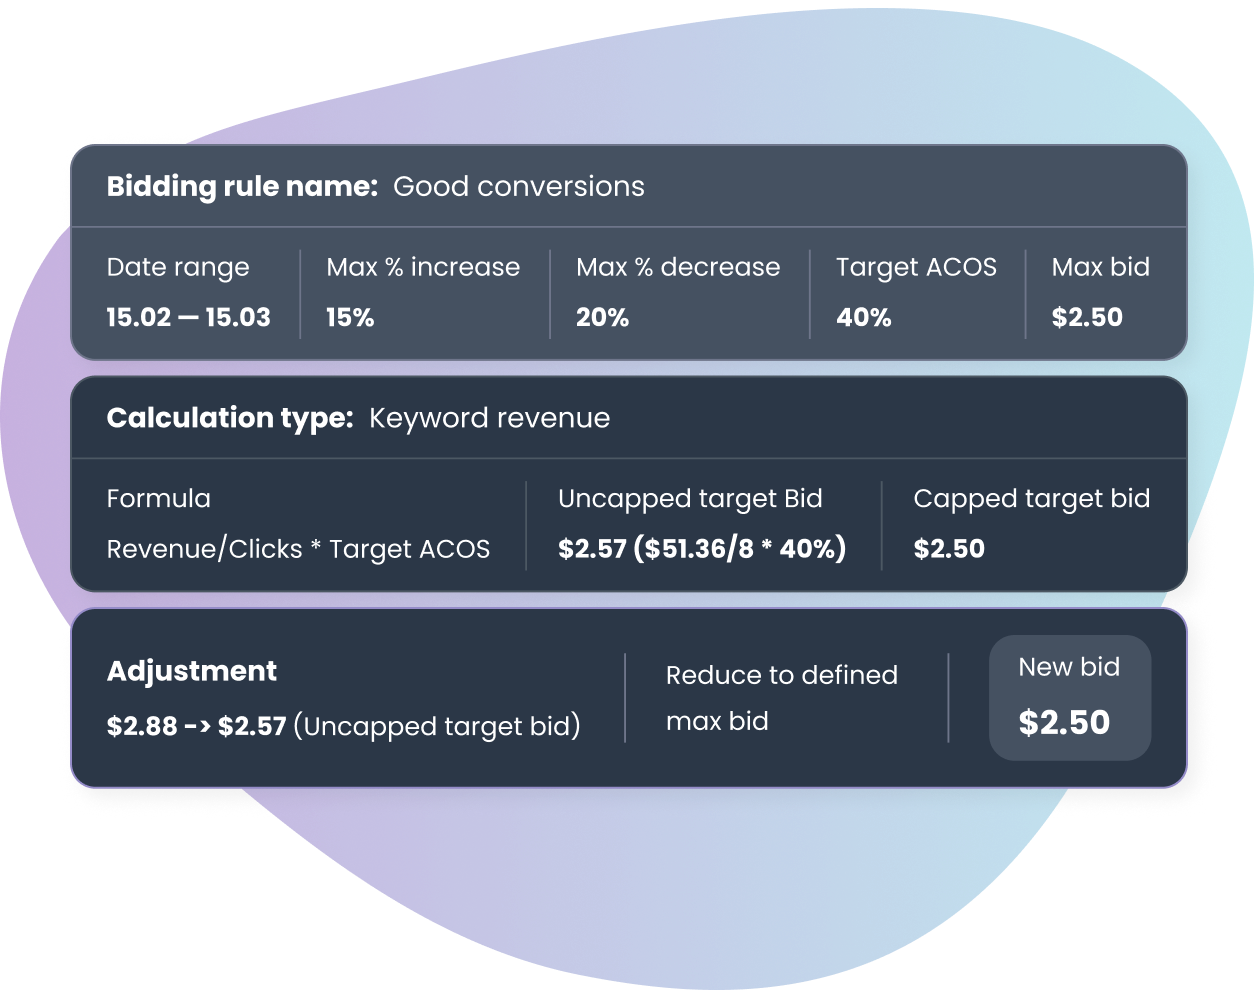 Bidding rule name: Good conversions
Date range
Max % increase
Max % decrease
Target ACOS
Max bid
15.02 — 15.03
15%
20%
40%
$2.50
Calculation type: Keyword revenue
Formula
Uncapped target Bid
Capped target bid
Revenue/Clicks * Target ACOS
$2.57 ($51.36/8 * 40%)
$2.50
Adjustment
$2.88 -> $2.57 (Uncapped target bid)
Reduce to defined
max bid
New bid
$2.50